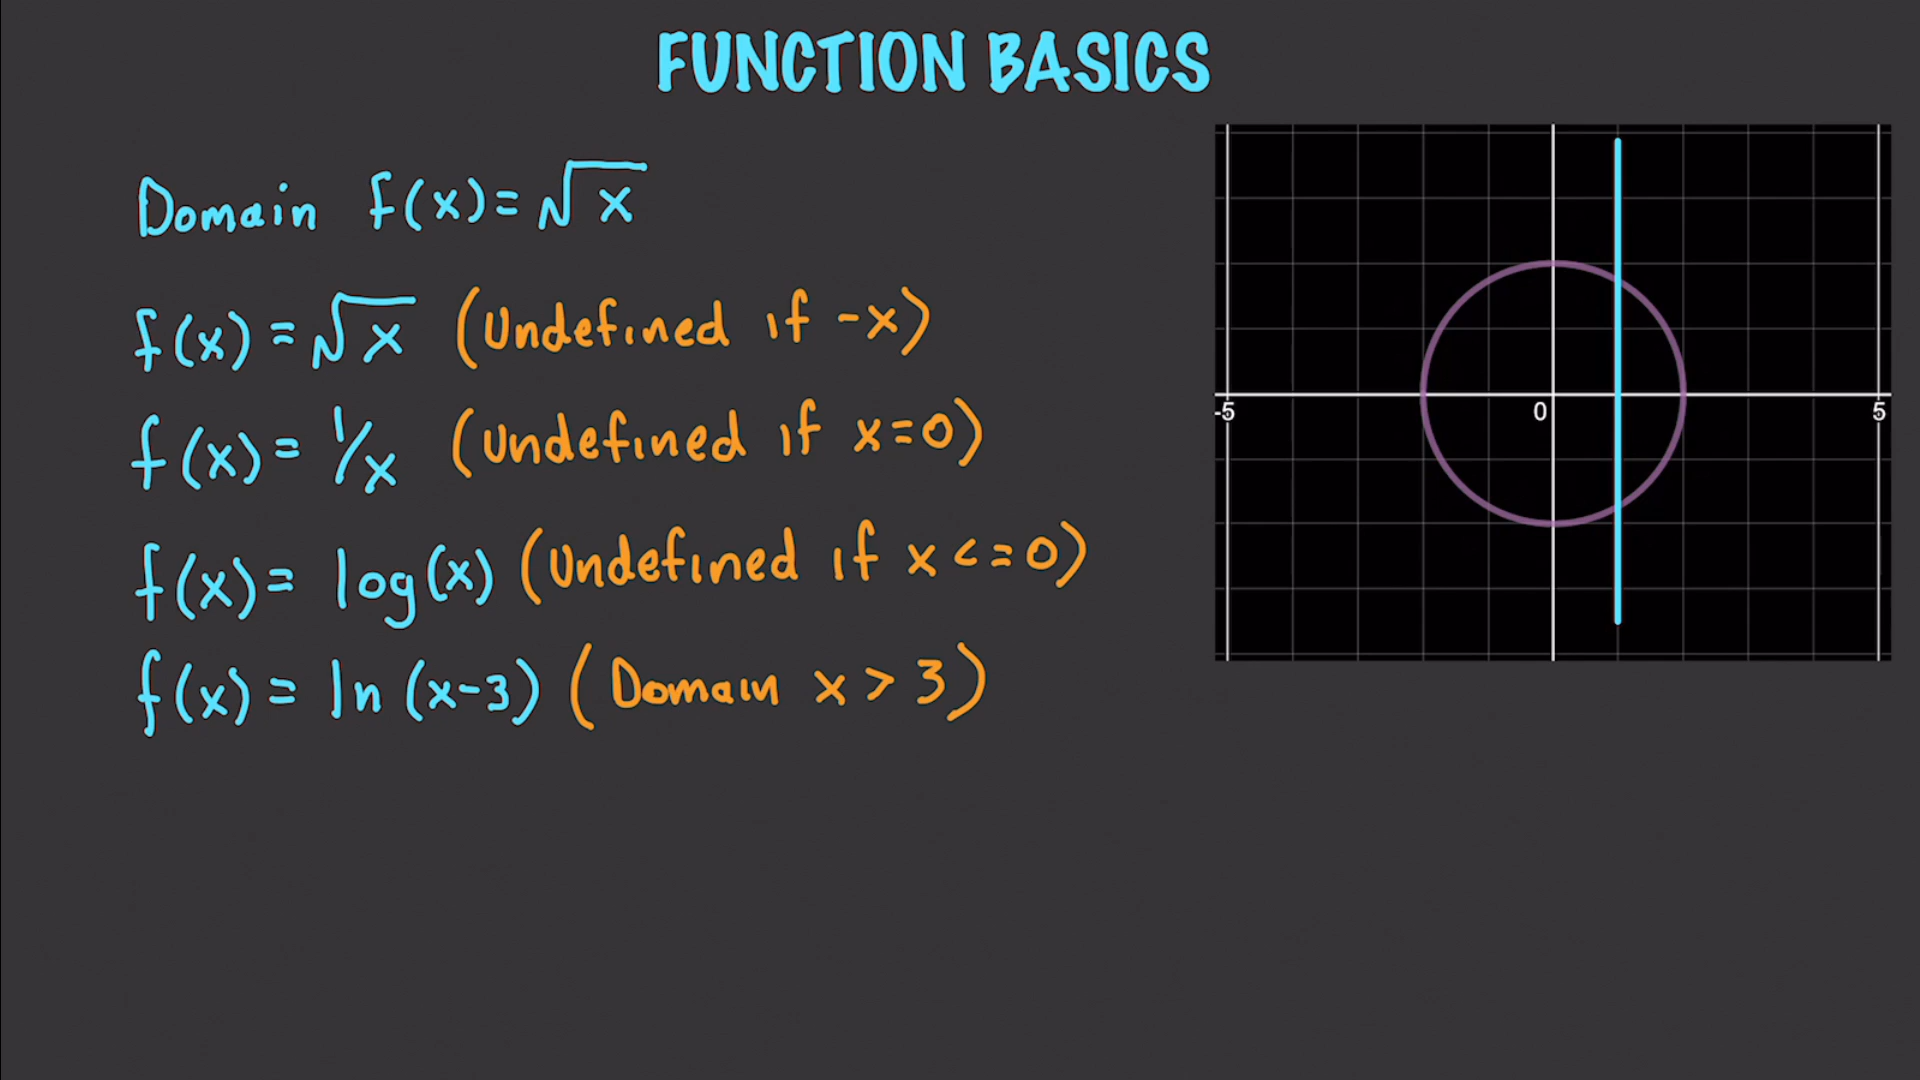 FUNCTION BASICS
Domain f(x)=√x
f(x)=√x (Undefined if -x)
f(x)= 1/x (Undefined if x=0)
f(x)= log(x) (Undefined if x<=0)
f(x)= ln(x-3) (Domain x>3)
-5 0 5